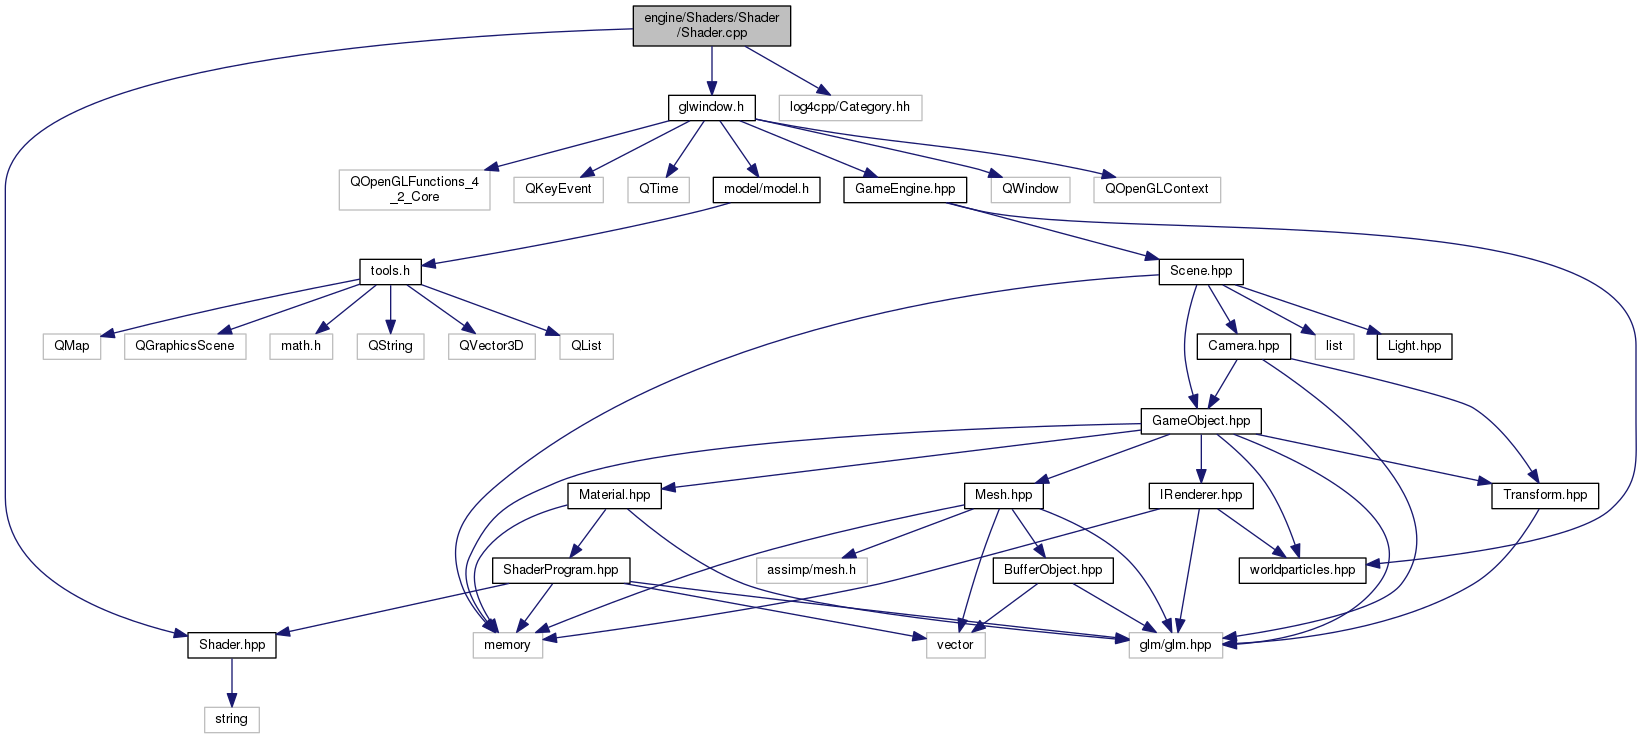 engine/Shaders/Shader
/Shader.cpp
glwindow.h
log4cpp/Category.hh
QOpenGLFunctions_4
_2_Core
QKeyEvent
QTime
model/model.h
GameEngine.hpp
QWindow
QOpenGLContext
tools.h
Scene.hpp
QMap
QGraphicsScene
math.h
QString
QVector3D
QList
Camera.hpp
list
Light.hpp
GameObject.hpp
Material.hpp
Mesh.hpp
IRenderer.hpp
Transform.hpp
ShaderProgram.hpp
assimp/mesh.h
BufferObject.hpp
worldparticles.hpp
Shader.hpp
memory
vector
glm/glm.hpp
string